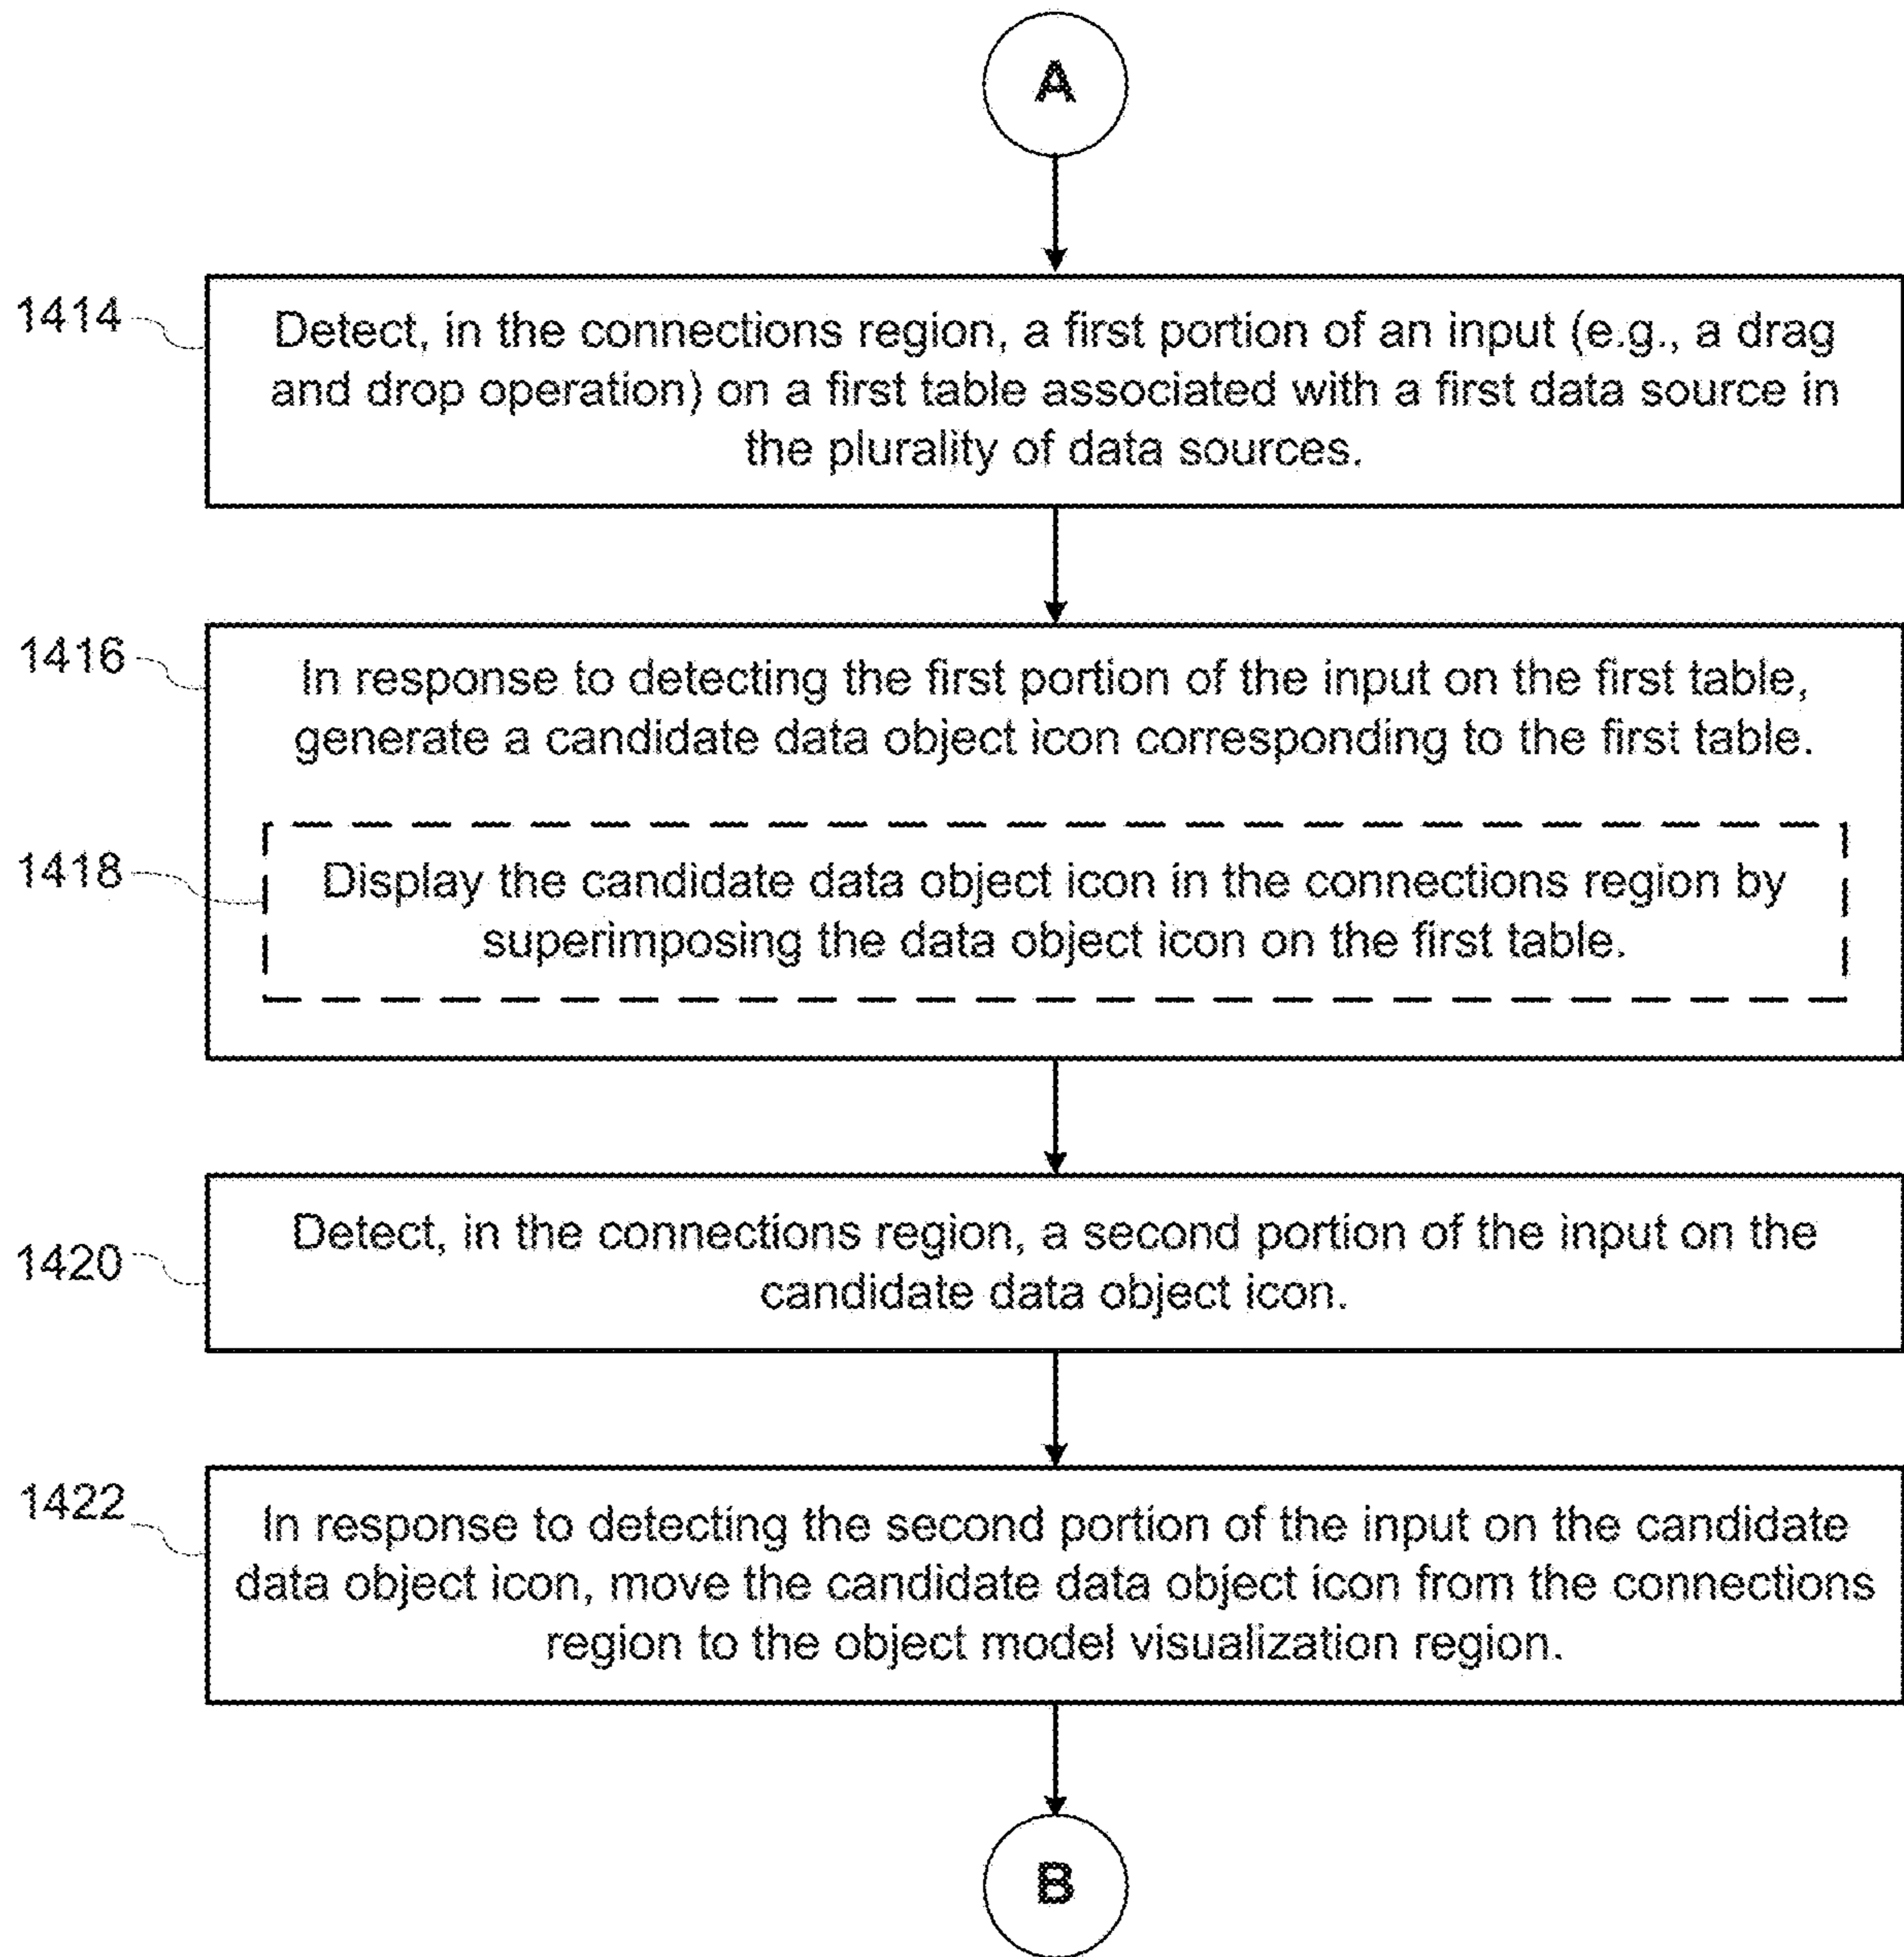 A
1414
Detect, in the connections region, a first portion of an input (e.g., a drag
and drop operation) on a first table associated with a first data source in
the plurality of data sources.
1416
In response to detecting the first portion of the input on the first table,
generate a candidate data object icon corresponding to the first table.
1418
Display the candidate data object icon in the connections region by
superimposing the data object icon on the first table.
1420
Detect, in the connections region, a second portion of the input on the
candidate data object icon.
1422
In response to detecting the second portion of the input on the candidate
data object icon, move the candidate data object icon from the connections
region to the object model visualization region.
B